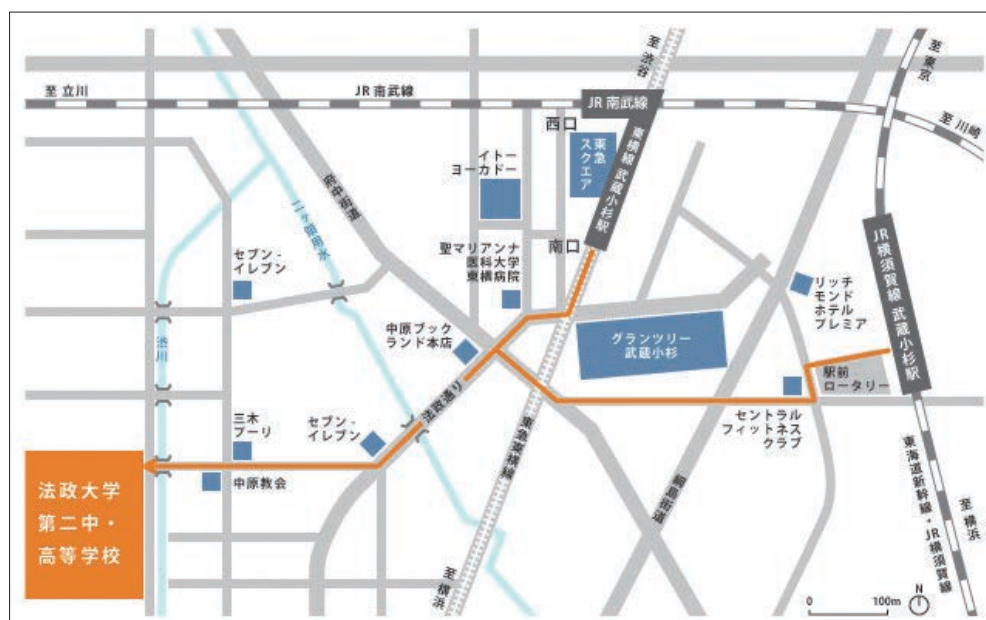 至 渋谷
至 東京
至 立川
JR 南武線
JR 南武線
至 川崎
西口
東急
スクエア
東横線 武蔵小杉駅
イトー
ヨーカドー
府中街道
二ヶ領用水
南口
聖マリアンナ
医科大学
東横病院
セブン -
イレブン
JR 横須賀線 武蔵小杉駅
リッチ
モンド
ホテル
プレミア
中原ブック
ランド本店
グランツリー
武蔵小杉
渋川
駅前
ロータリー
法政通り
三木
プーリ
セブン -
イレブン
セントラル
フィットネス
クラブ
東急東横線
綱島街道
東海道新幹線・JR 横須賀線
至 横浜
中原教会
法政大学
第二中・
高等学校
至 横浜
0 100m
N